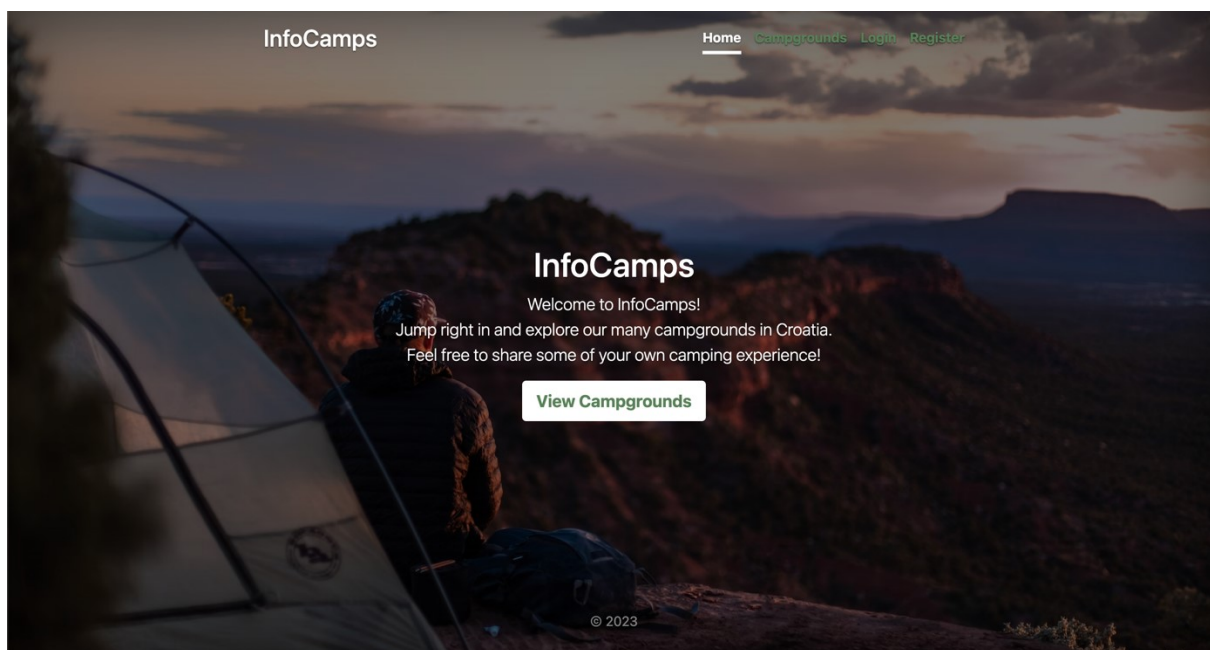 InfoCamps
Home Campgrounds Login Register
InfoCamps
Welcome to InfoCamps!
Jump right in and explore our many campgrounds in Croatia.
Feel free to share some of your own camping experience!
View Campgrounds
© 2023